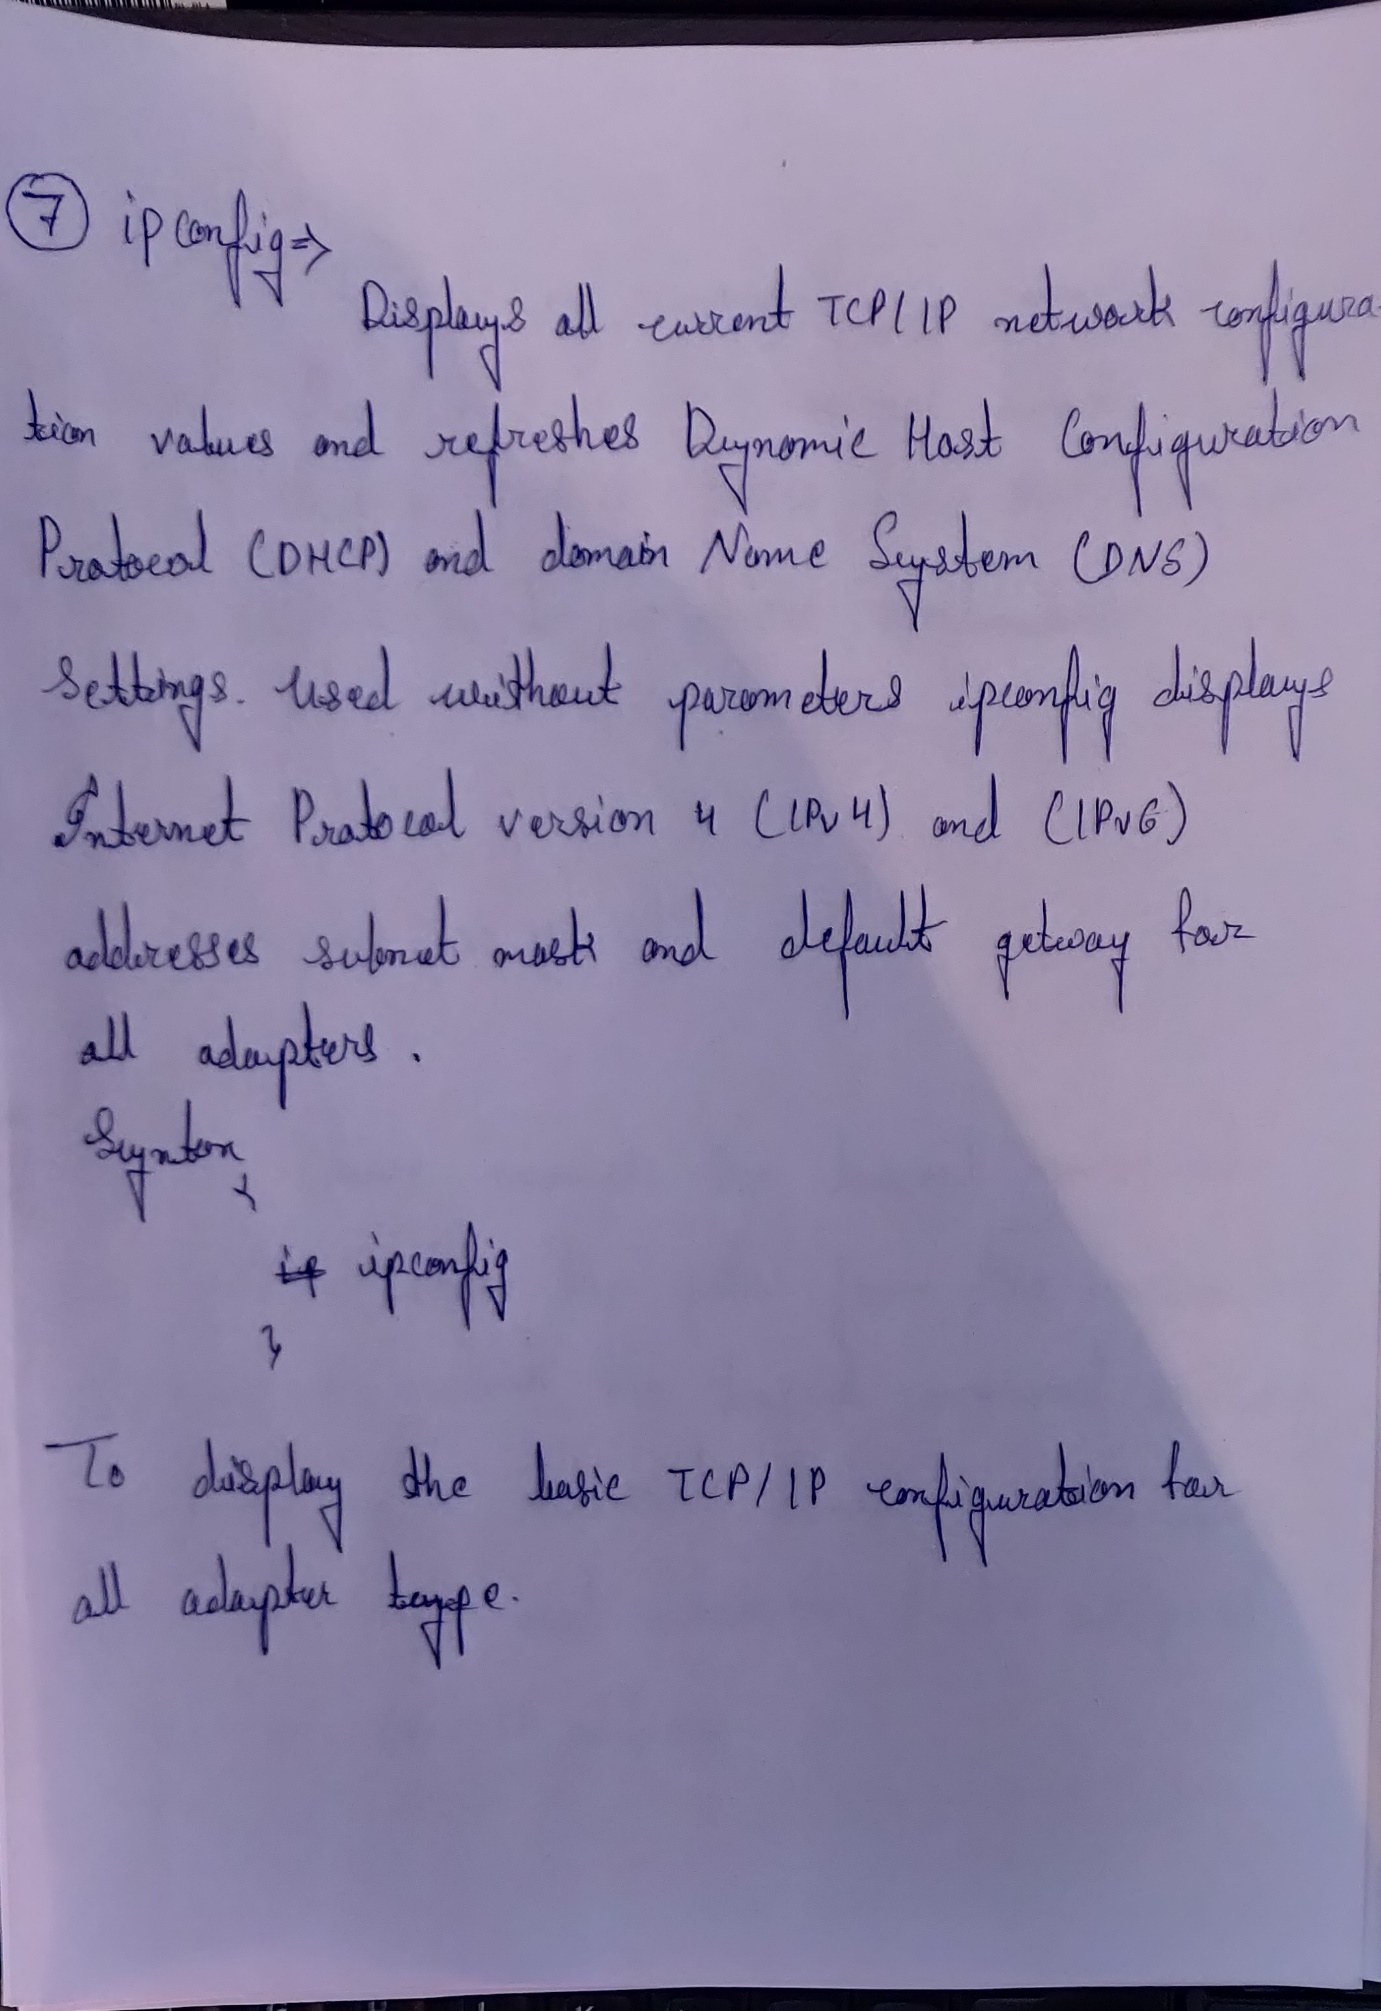 7 ipconfig ⇒
Displays all current TCP/IP network configura-
tion values and refreshes Dynamic Host Configuration
Protocol (DHCP) and domain Name System (DNS)
Settings. Used without parameters ipconfig displays
Internet Protocol version 4 (IPv4) and (IPv6)
addresses subnet mask and default getway for
all adapters.
Syntax
{
ipconfig
}
To display the basic TCP/IP configuration for
all adapter type.